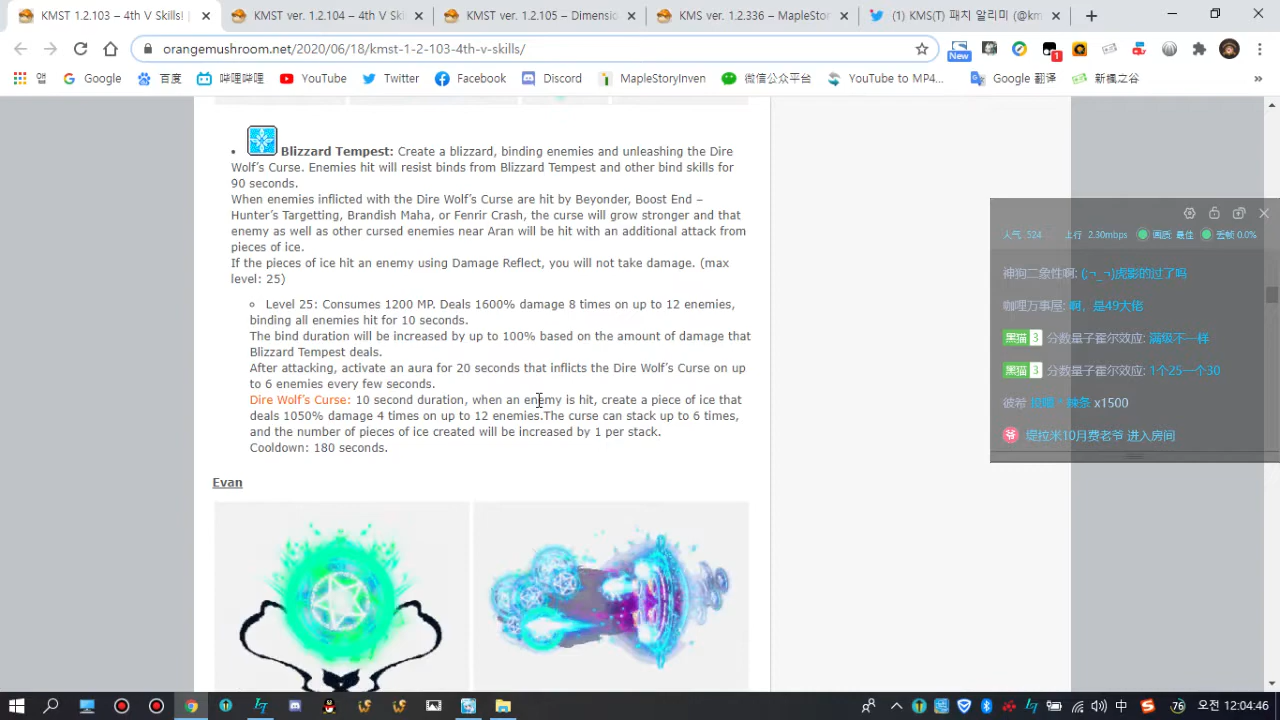 KMST 1.2.103 – 4th V Skills!
KMST ver. 1.2.104 – 4th V Ski
KMST ver. 1.2.105 – Dimensio
KMS ver. 1.2.336 – MapleStor
(1) KMS(T) 패치 알리미 (@km
orangemushroom.net/2020/06/18/kmst-1-2-103-4th-v-skills/
New
1
앱
Google
百度
哔哩哔哩
YouTube
Twitter
Facebook
Discord
MapleStoryInven
微信公众平台
YouTube to MP4...
Google 翻译
新楓之谷
Blizzard Tempest: Create a blizzard, binding enemies and unleashing the Dire
Wolf's Curse. Enemies hit will resist binds from Blizzard Tempest and other bind skills for
90 seconds.
When enemies inflicted with the Dire Wolf's Curse are hit by Beyonder, Boost End –
Hunter's Targetting, Brandish Maha, or Fenrir Crash, the curse will grow stronger and that
enemy as well as other cursed enemies near Aran will be hit with an additional attack from
pieces of ice.
If the pieces of ice hit an enemy using Damage Reflect, you will not take damage. (max
level: 25)
Level 25: Consumes 1200 MP. Deals 1600% damage 8 times on up to 12 enemies,
binding all enemies hit for 10 seconds.
The bind duration will be increased by up to 100% based on the amount of damage that
Blizzard Tempest deals.
After attacking, activate an aura for 20 seconds that inflicts the Dire Wolf's Curse on up
to 6 enemies every few seconds.
Dire Wolf's Curse: 10 second duration, when an enemy is hit, create a piece of ice that
deals 1050% damage 4 times on up to 12 enemies.The curse can stack up to 6 times,
and the number of pieces of ice created will be increased by 1 per stack.
Cooldown: 180 seconds.
Evan
人气 524 上行 2.30mbps 画质 最佳 丢帧 0.0%
神狗二象性啊: (;¬_¬)虎影的过了吗
咖哩万事屋: 啊，是49大佬
黑猫 3 分数量子霍尔效应: 满级不一样
黑猫 3 分数量子霍尔效应: 1个25一个30
彼希 投喂 辣条 x1500
爷 堤拉米10月费老爷 进入房间
中
76
오전 12:04:46